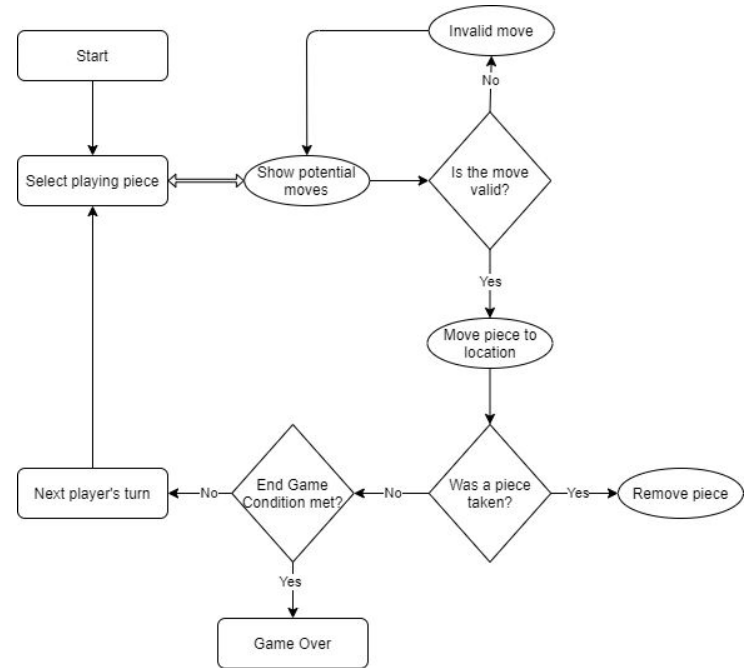 Invalid move
Start
No
Select playing piece
Show potential
moves
Is the move
valid?
Yes
Move piece to
location
Next player's turn
No
End Game
Condition met?
No
Was a piece
taken?
Yes
Remove piece
Yes
Game Over